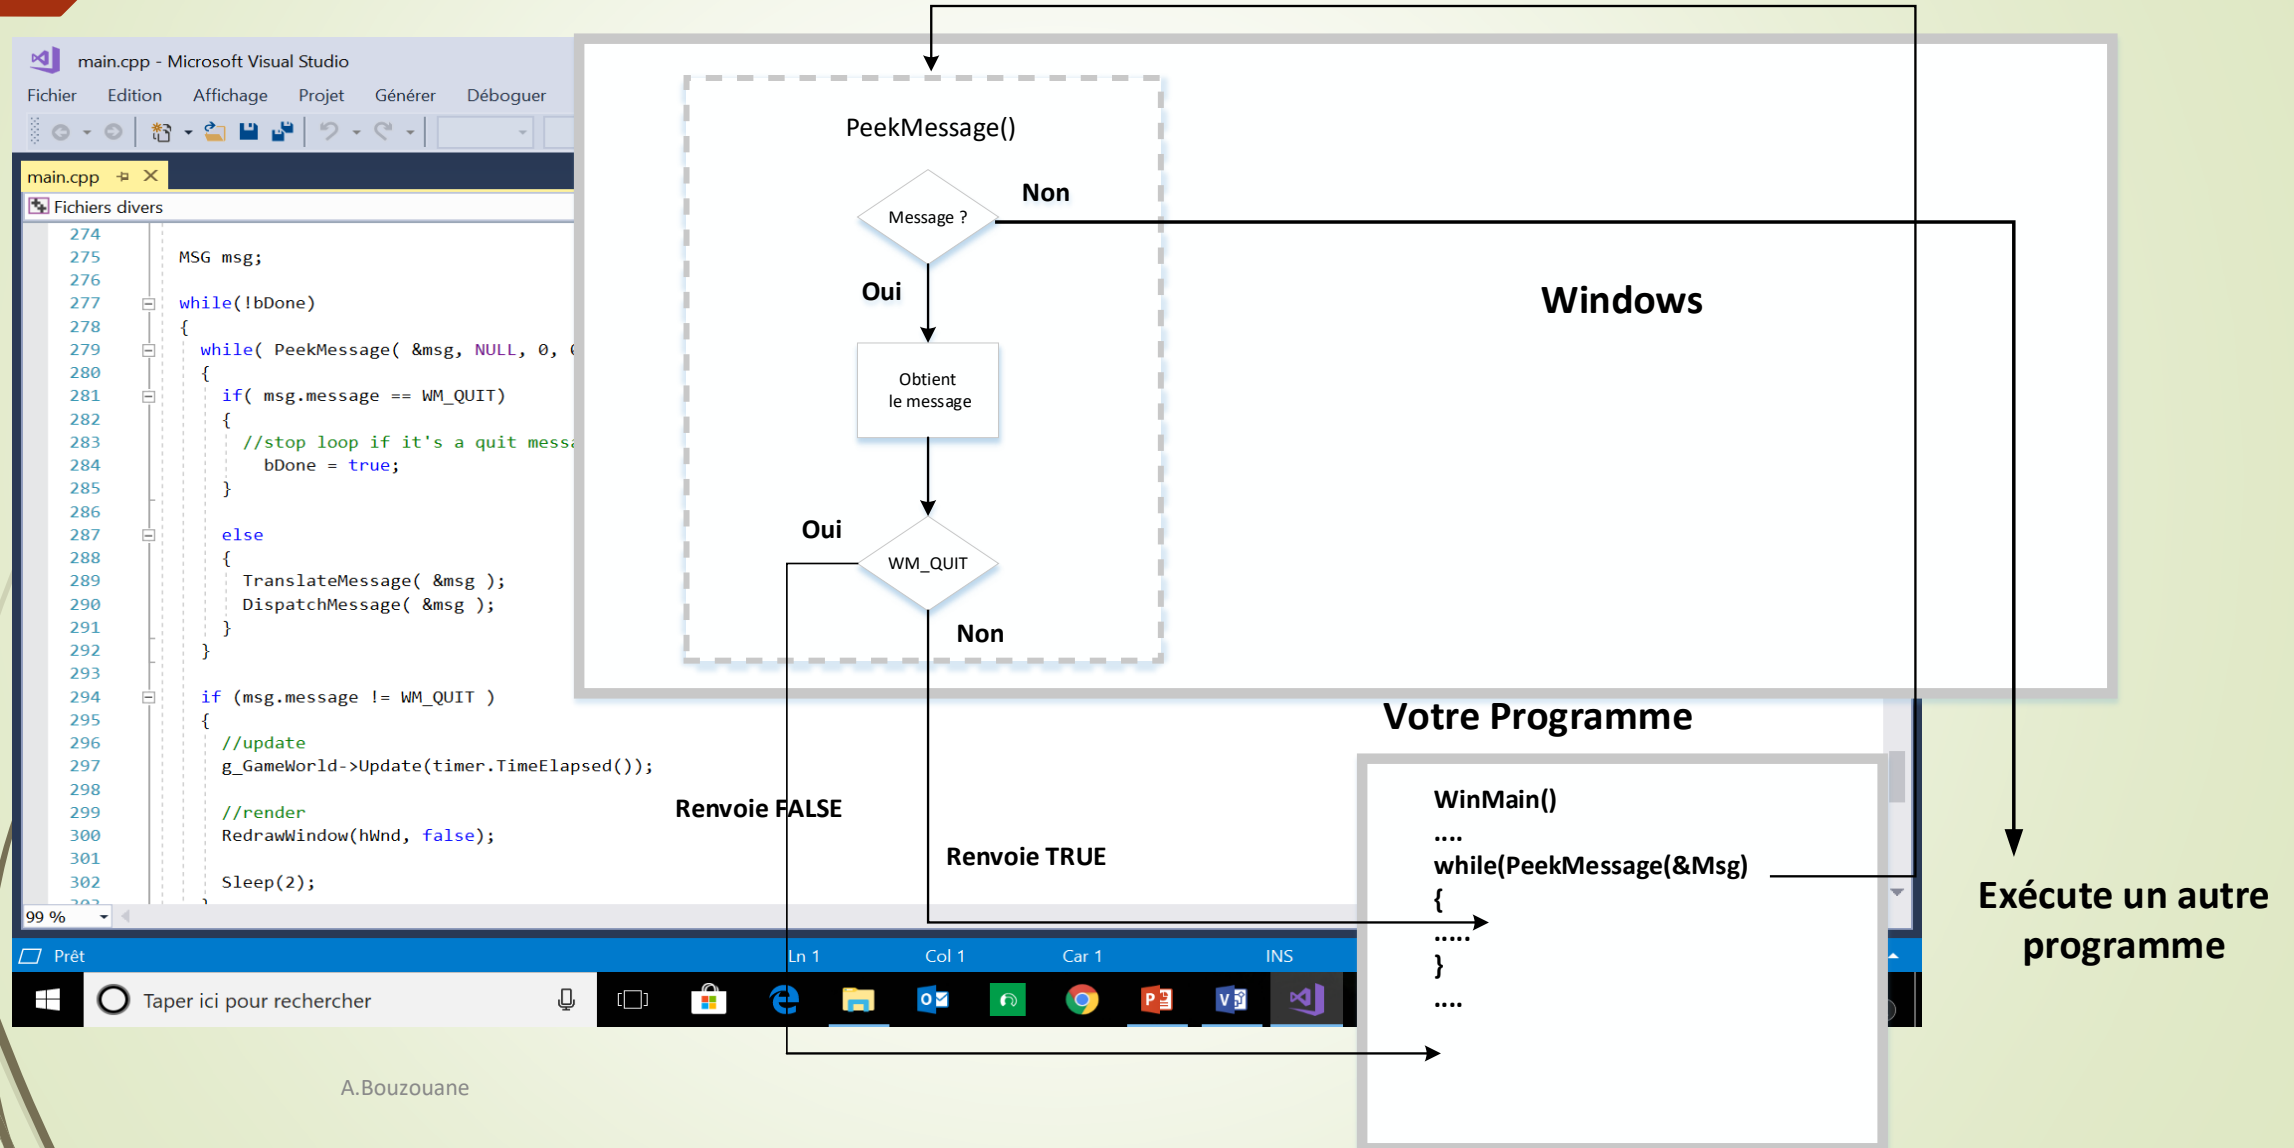 main.cpp - Microsoft Visual Studio
Fichier Edition Affichage Projet Générer Déboguer
main.cpp
Fichiers divers
274
275 MSG msg;
276
277 while(!bDone)
278 {
279 while( PeekMessage( &msg, NULL, 0,
280 {
281 if( msg.message == WM_QUIT)
282 {
283 //stop loop if it's a quit messa
284 bDone = true;
285 }
286
287 else
288 {
289 TranslateMessage( &msg );
290 DispatchMessage( &msg );
291 }
292 }
293
294 if (msg.message != WM_QUIT )
295 {
296 //update
297 g_GameWorld->Update(timer.TimeElapsed());
298
299 //render
300 RedrawWindow(hWnd, false);
301
302 Sleep(2);
99 %
Prêt Ln 1 Col 1 Car 1 INS
Taper ici pour rechercher
PeekMessage()
Message ?
Non
Oui
Obtient
le message
Oui
WM_QUIT
Non
Windows
Renvoie FALSE
Renvoie TRUE
Votre Programme
WinMain()
....
while(PeekMessage(&Msg)
{
.....
}
....
Exécute un autre
programme
A.Bouzouane